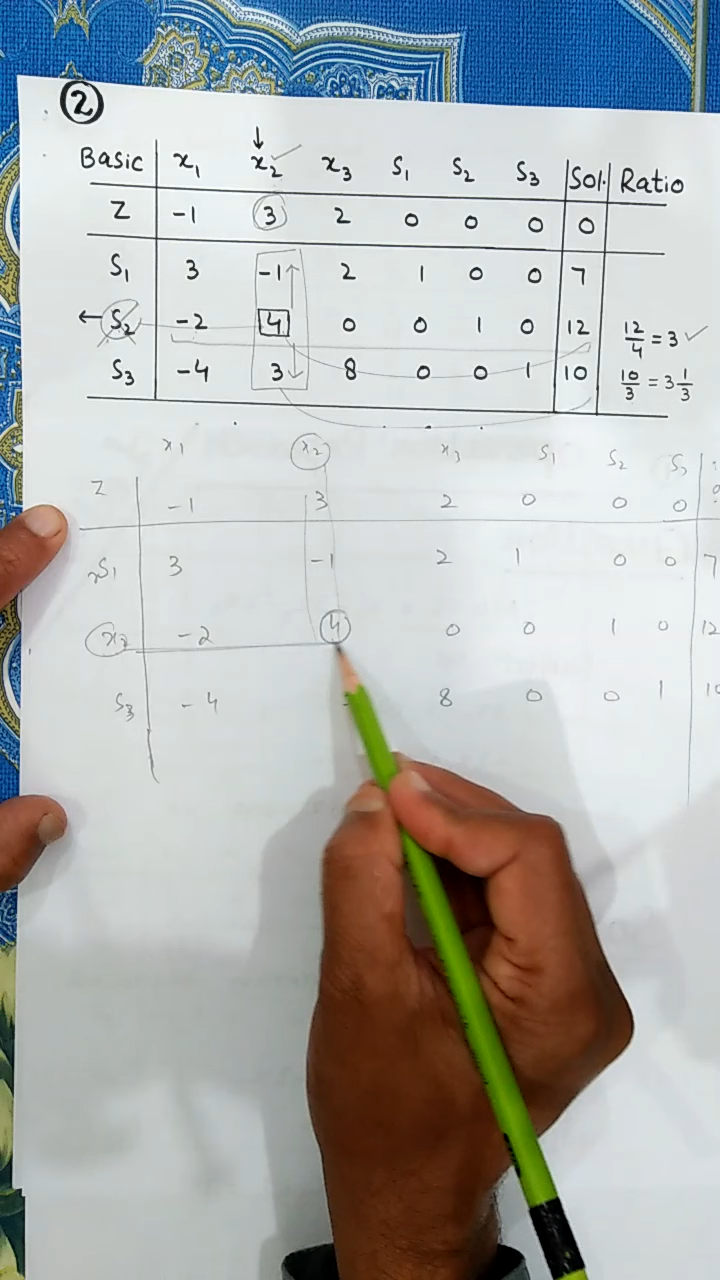 ②
Basic x₁ x₂ ✓ x₃ S₁ S₂ S₃ Sol. Ratio
Z -1 3 2 0 0 0 0
S₁ 3 -1 2 1 0 0 7
← S₂ -2 4 0 0 1 0 12 12/4 = 3 ✓
S₃ -4 3 8 0 0 1 10 10/3 = 3 1/3
x₁ x₂ x₃ S₁ S₂ S₃
Z -1 3 2 0 0 0
S₁ 3 -1 2 1 0 0 7
x₂ -2 4 0 0 1 0 12
S₃ -4 8 0 0 1